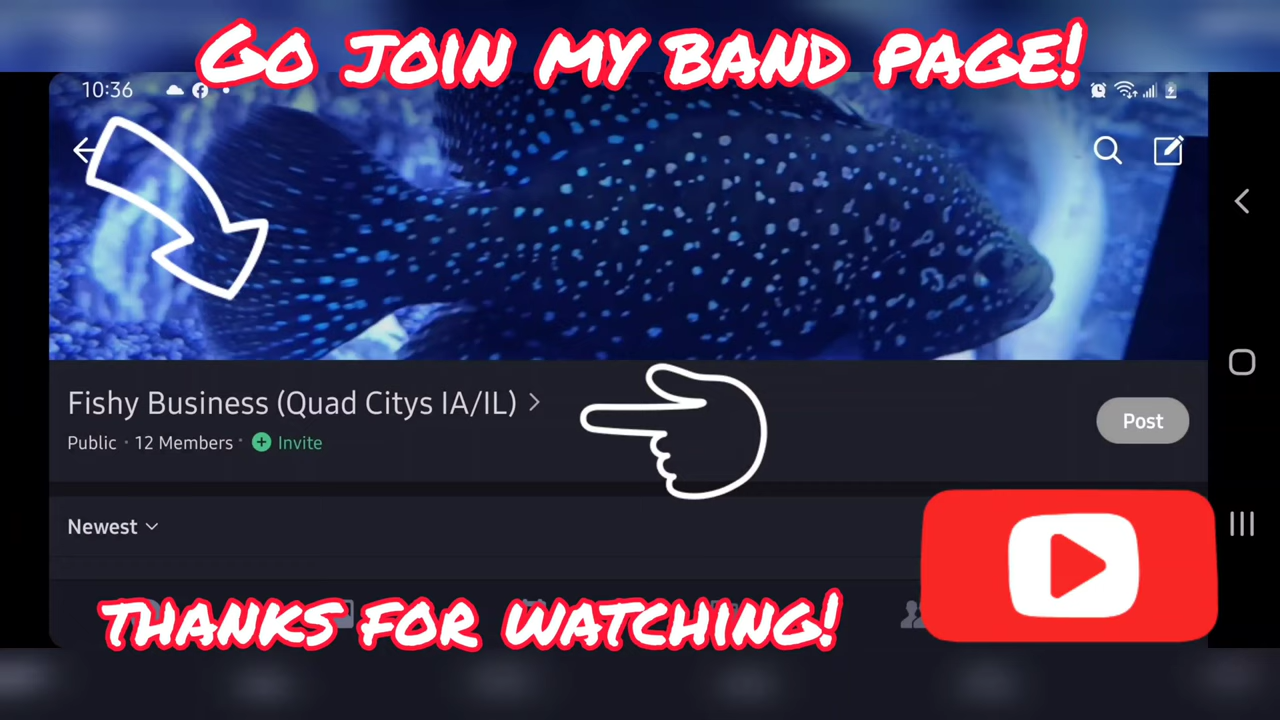 Go join my band page!
10:36
Fishy Business (Quad Citys IA/IL) >
Public · 12 Members · Invite
Post
Newest
thanks for watching!